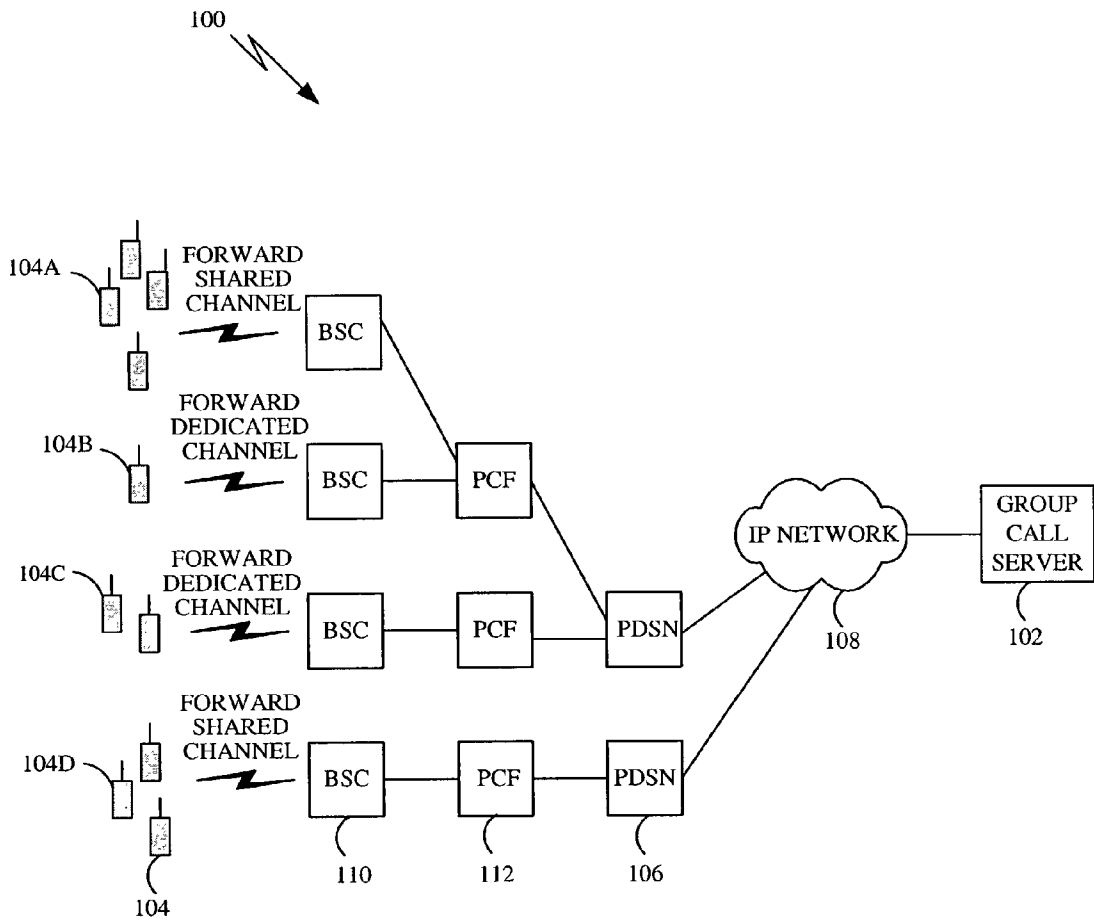 100
104A
FORWARD
SHARED
CHANNEL
BSC
104B
FORWARD
DEDICATED
CHANNEL
BSC
PCF
IP NETWORK
108
GROUP
CALL
SERVER
102
104C
FORWARD
DEDICATED
CHANNEL
BSC
PCF
PDSN
104D
FORWARD
SHARED
CHANNEL
BSC
PCF
PDSN
104
110
112
106